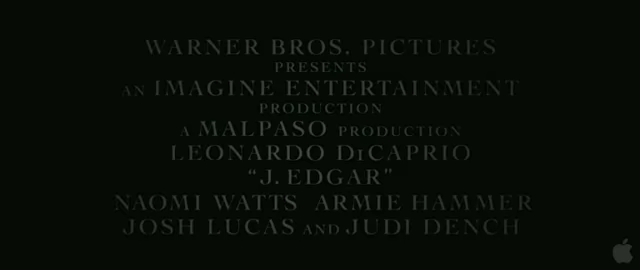 WARNER BROS. PICTURES
PRESENTS
AN IMAGINE ENTERTAINMENT
PRODUCTION
A MALPASO PRODUCTION
LEONARDO DiCAPRIO
"J. EDGAR"
NAOMI WATTS ARMIE HAMMER
JOSH LUCAS AND JUDI DENCH